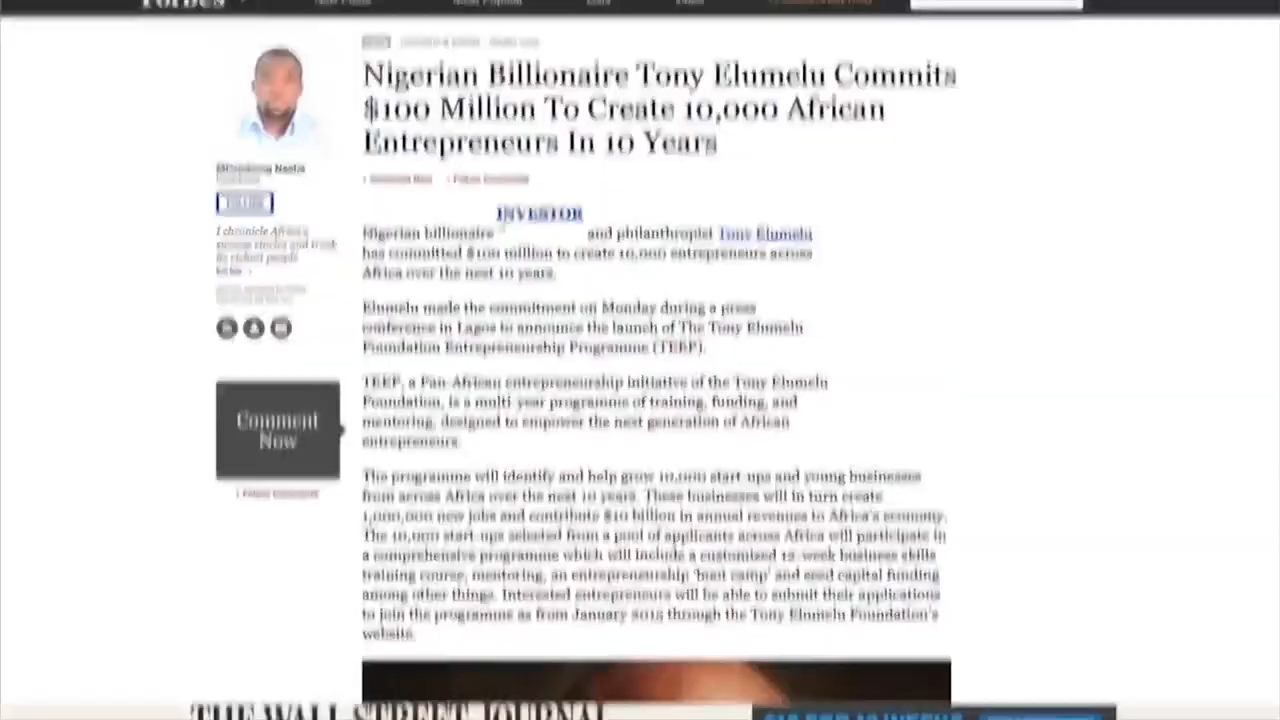 Forbes
Nigerian Billionaire Tony Elumelu Commits
$100 Million To Create 10,000 African
Entrepreneurs In 10 Years
INVESTOR
Nigerian billionaire and philanthropist Tony Elumelu
has committed $100 million to create 10,000 entrepreneurs across
Africa over the next 10 years.
I chronicle Africa's
success stories and track
its richest people
Elumelu made the commitment on Monday during a press
conference in Lagos to announce the launch of The Tony Elumelu
Foundation Entrepreneurship Programme (TEEP).
Comment
Now
TEEP, a Pan-African entrepreneurship initiative of the Tony Elumelu
Foundation, is a multi-year programme of training, funding, and
mentoring, designed to empower the next generation of African
entrepreneurs.
The programme will identify and help grow 10,000 start-ups and young businesses
from across Africa over the next 10 years. These businesses will in turn create
1,000,000 new jobs and contribute $10 billion in annual revenues to Africa's economy.
The 10,000 start-ups selected from a pool of applicants across Africa will participate in
a comprehensive programme which will include a customized 12-week business skills
training course, mentoring, an entrepreneurship 'boot camp' and seed capital funding
among other things. Interested entrepreneurs will be able to submit their applications
to join the programme as from January 2015 through the Tony Elumelu Foundation's
website.
THE WALL STREET JOURNAL